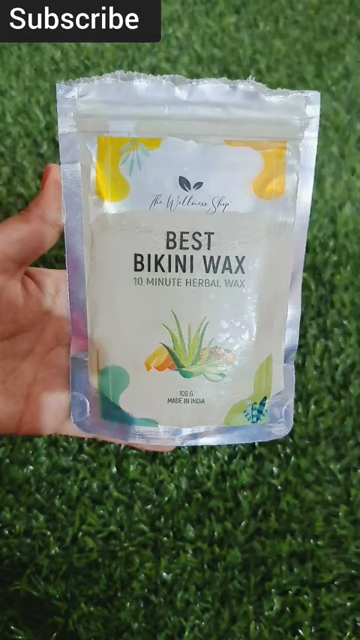 Subscribe
The Wellness Shop
BEST
BIKINI WAX
10 MINUTE HERBAL WAX
100 G
MADE IN INDIA